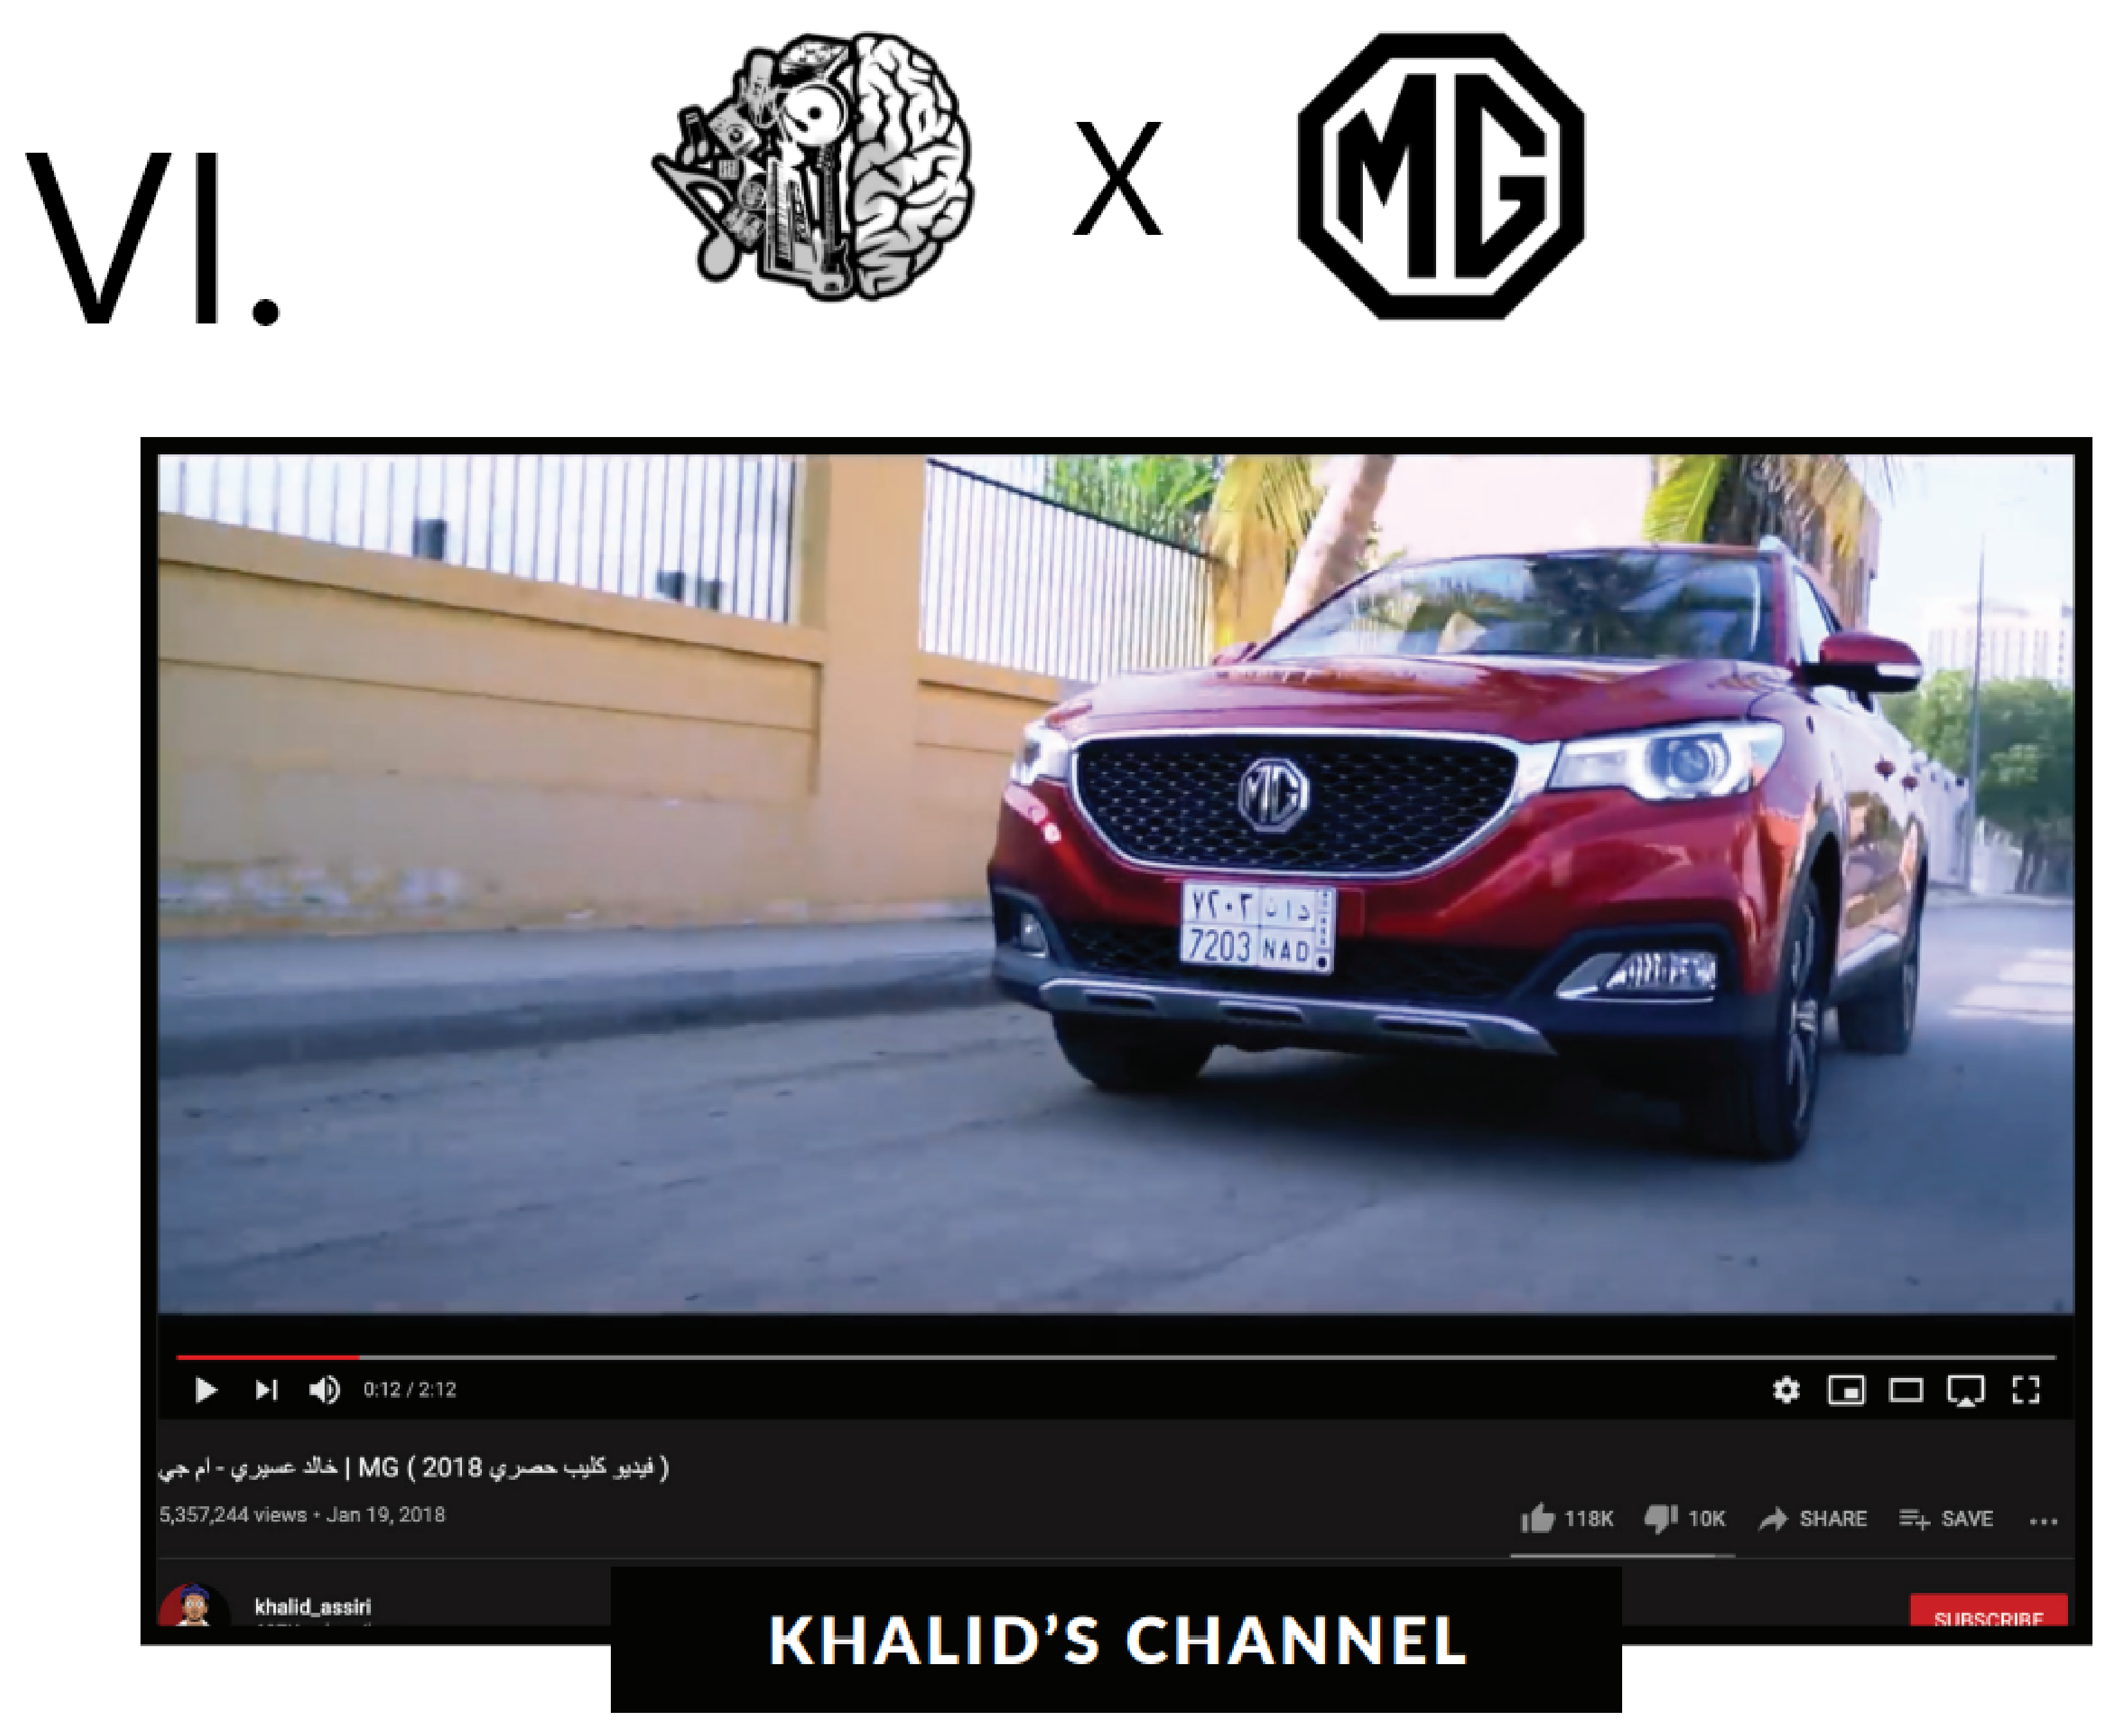 VI.
X
MG
MG
٧٢٠٣ د ا ن
7203 NAD
0:12 / 2:12
خالد عسيري - ام جي | MG ( فيديو كليب حصري 2018 )
5,357,244 views • Jan 19, 2018
118K 10K SHARE SAVE
khalid_assiri
SUBSCRIBE
KHALID’S CHANNEL